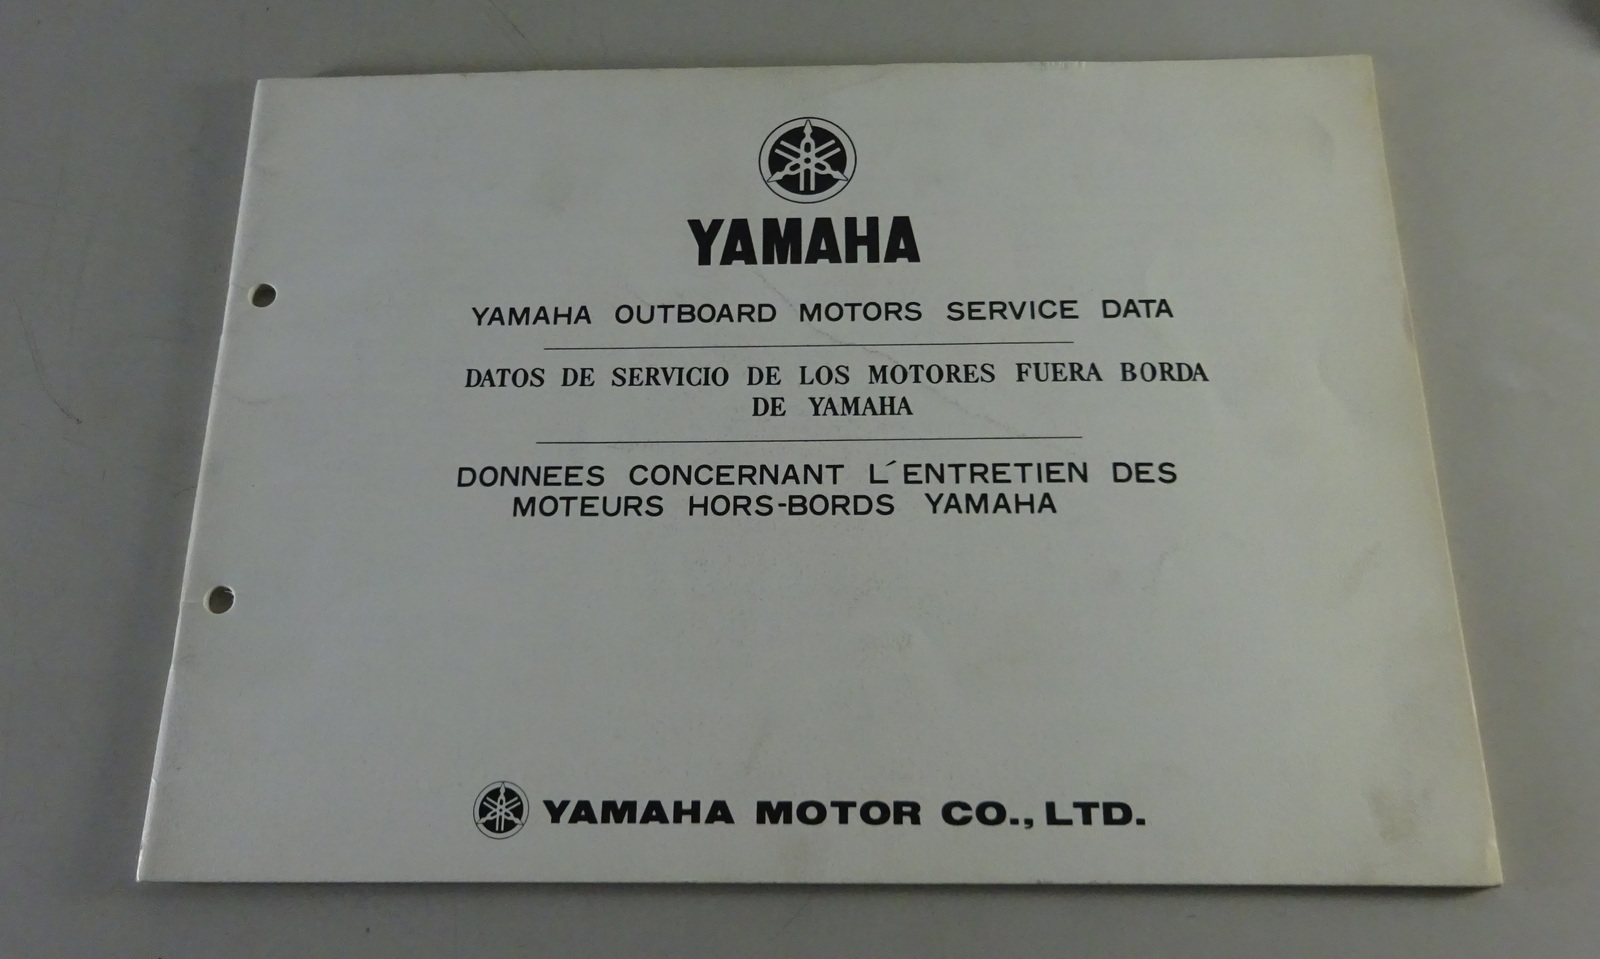 YAMAHA
YAMAHA OUTBOARD MOTORS SERVICE DATA
DATOS DE SERVICIO DE LOS MOTORES FUERA BORDA
DE YAMAHA
DONNEES CONCERNANT L´ENTRETIEN DES
MOTEURS HORS-BORDS YAMAHA
YAMAHA MOTOR CO., LTD.